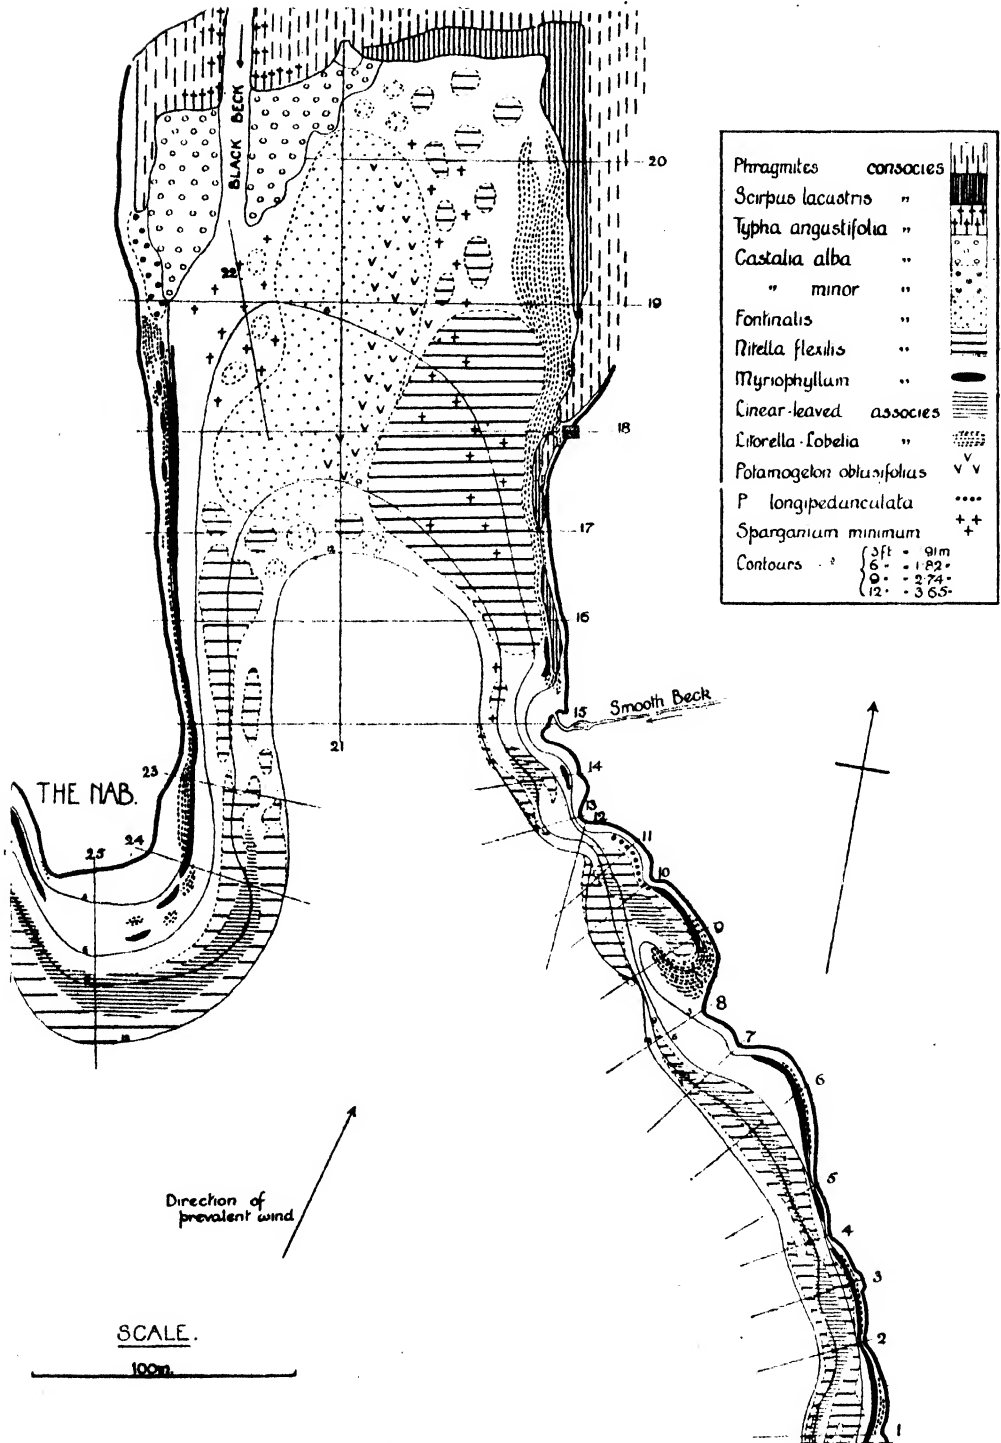 BLACK BECK
20
Phragmites consocies
Scirpus lacustris "
Typha angustifolia "
Castalia alba "
" minor "
Fontinalis "
Nitella flexilis "
Myriophyllum "
Linear-leaved associes
Litorella-Lobelia "
Potamogeton obtusifolius
P longipedunculata
Sparganium minimum
Contours
3ft = .91m
6 " = 1.82 "
9 " = 2.74 "
12 " = 3.65 "
22
19
18
17
16
15
Smooth Beck
21
23
14
THE NAB.
13
12
24
11
25
10
9
8
7
6
5
4
3
2
1
Direction of
prevalent wind
SCALE.
100m.